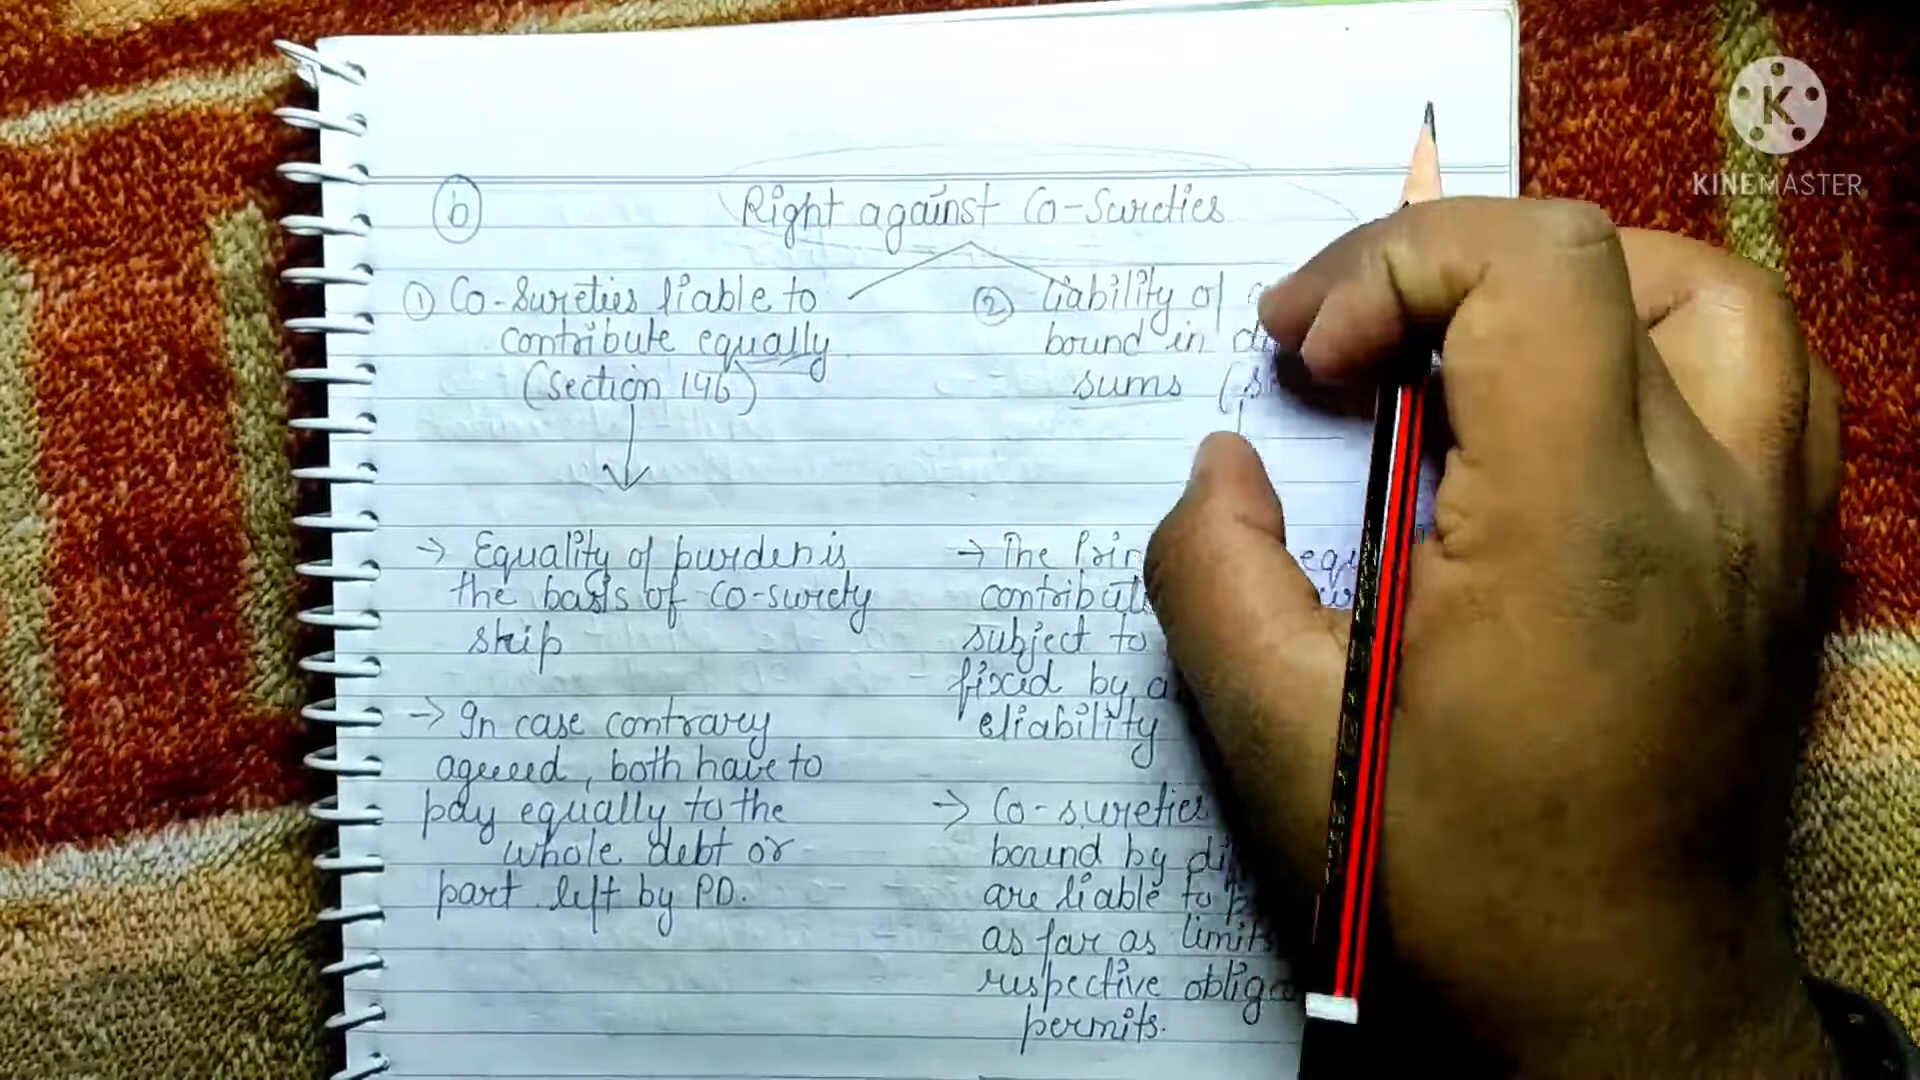 b
Right against Co-Sureties
① Co-Sureties liable to
contribute equally
(Section 146)
→ Equality of burden is
the basis of co-surety
ship
→ In case contrary
agreeed, both have to
pay equally to the
whole debt or
part left by PD.
② liability of
bound in
sums
→ The
subject to
fixed by
eliability
→ Co-sureties
bound by
are liable to
as far as
respective
permits.
K
KINEMASTER